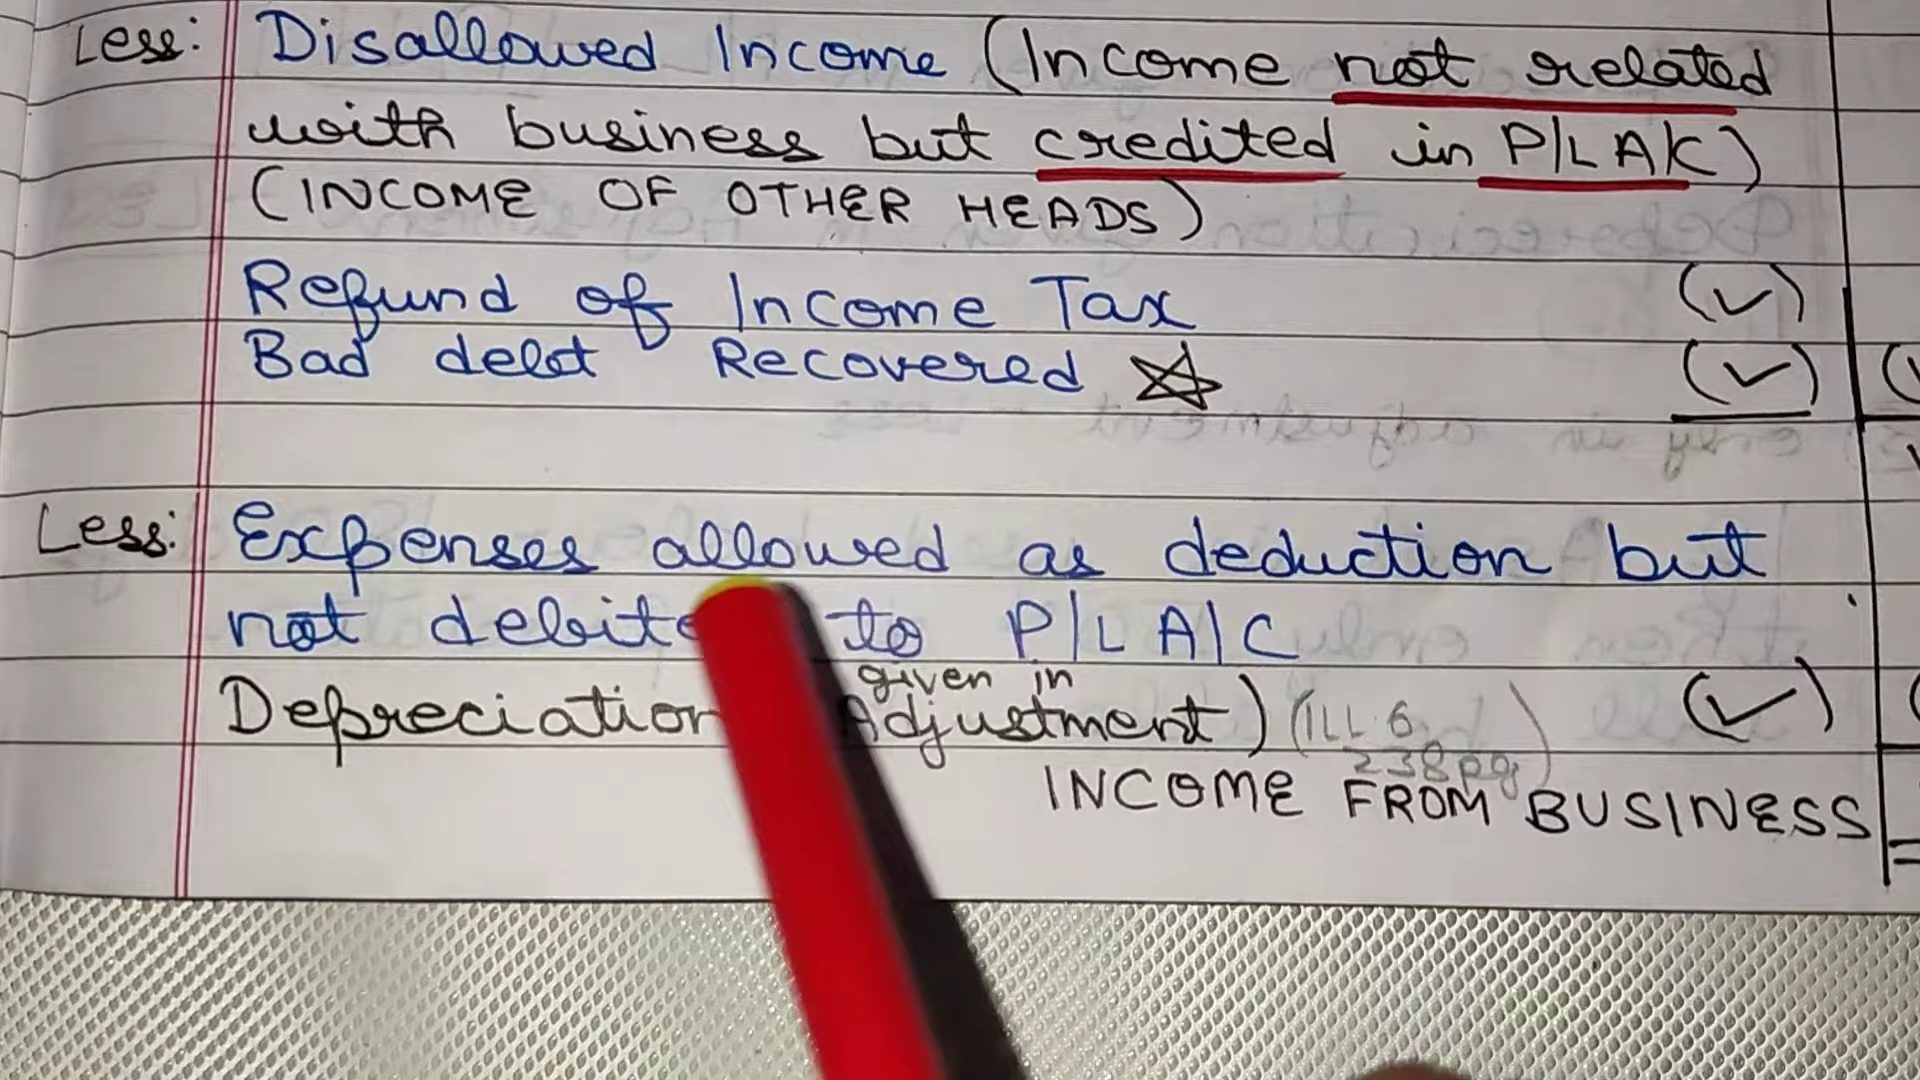 Less: Disallowed Income (Income not related
with business but credited in P/L A/C)
(INCOME OF OTHER HEADS)
Refund of Income Tax (✓)
Bad debt Recovered ☆ (✓)
Less: Expenses allowed as deduction but
not to P/L A/C
given in
Depreciation Adjustment) (ILL 6 (✓)
238 pg)
INCOME FROM BUSINESS